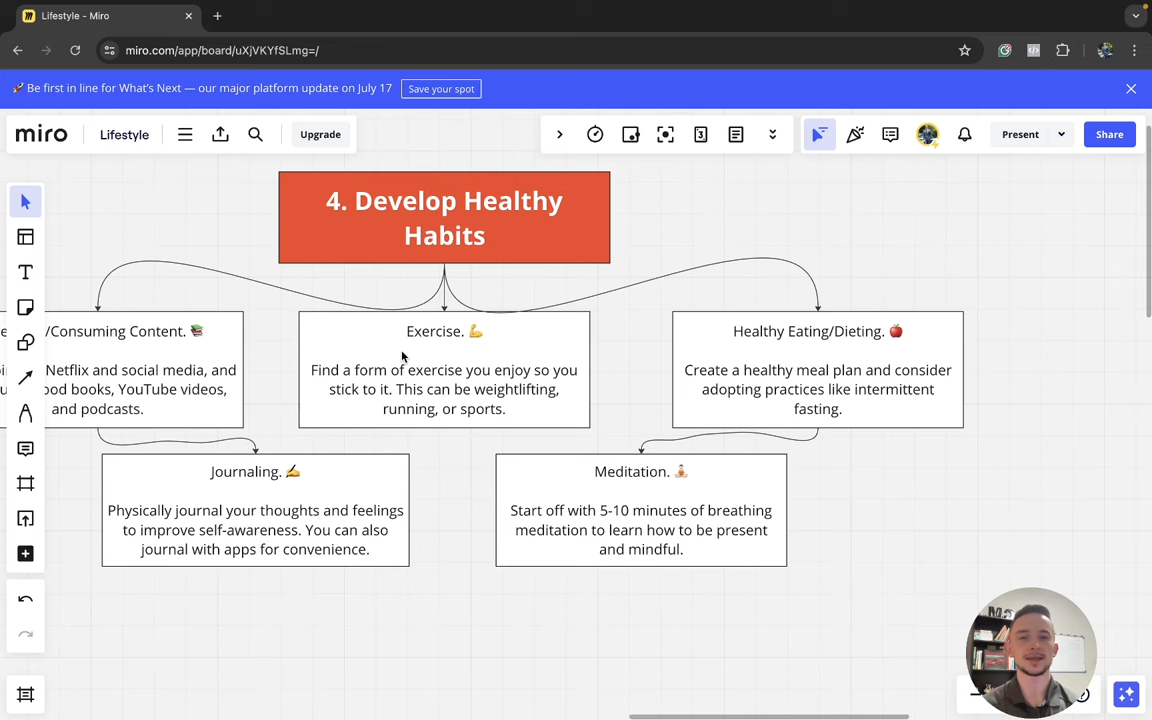 Lifestyle - Miro
miro.com/app/board/uXjVKYfSLmg=/
🚀 Be first in line for What's Next — our major platform update on July 17
Save your spot
miro
Lifestyle
Upgrade
3
Present
Share
4. Develop Healthy
Habits
/Consuming Content. 📚
Netflix and social media, and
books, YouTube videos,
and podcasts.
Exercise. 💪
Find a form of exercise you enjoy so you
stick to it. This can be weightlifting,
running, or sports.
Healthy Eating/Dieting. 🍎
Create a healthy meal plan and consider
adopting practices like intermittent
fasting.
Journaling. ✍️
Physically journal your thoughts and feelings
to improve self-awareness. You can also
journal with apps for convenience.
Meditation. 🧘
Start off with 5-10 minutes of breathing
meditation to learn how to be present
and mindful.